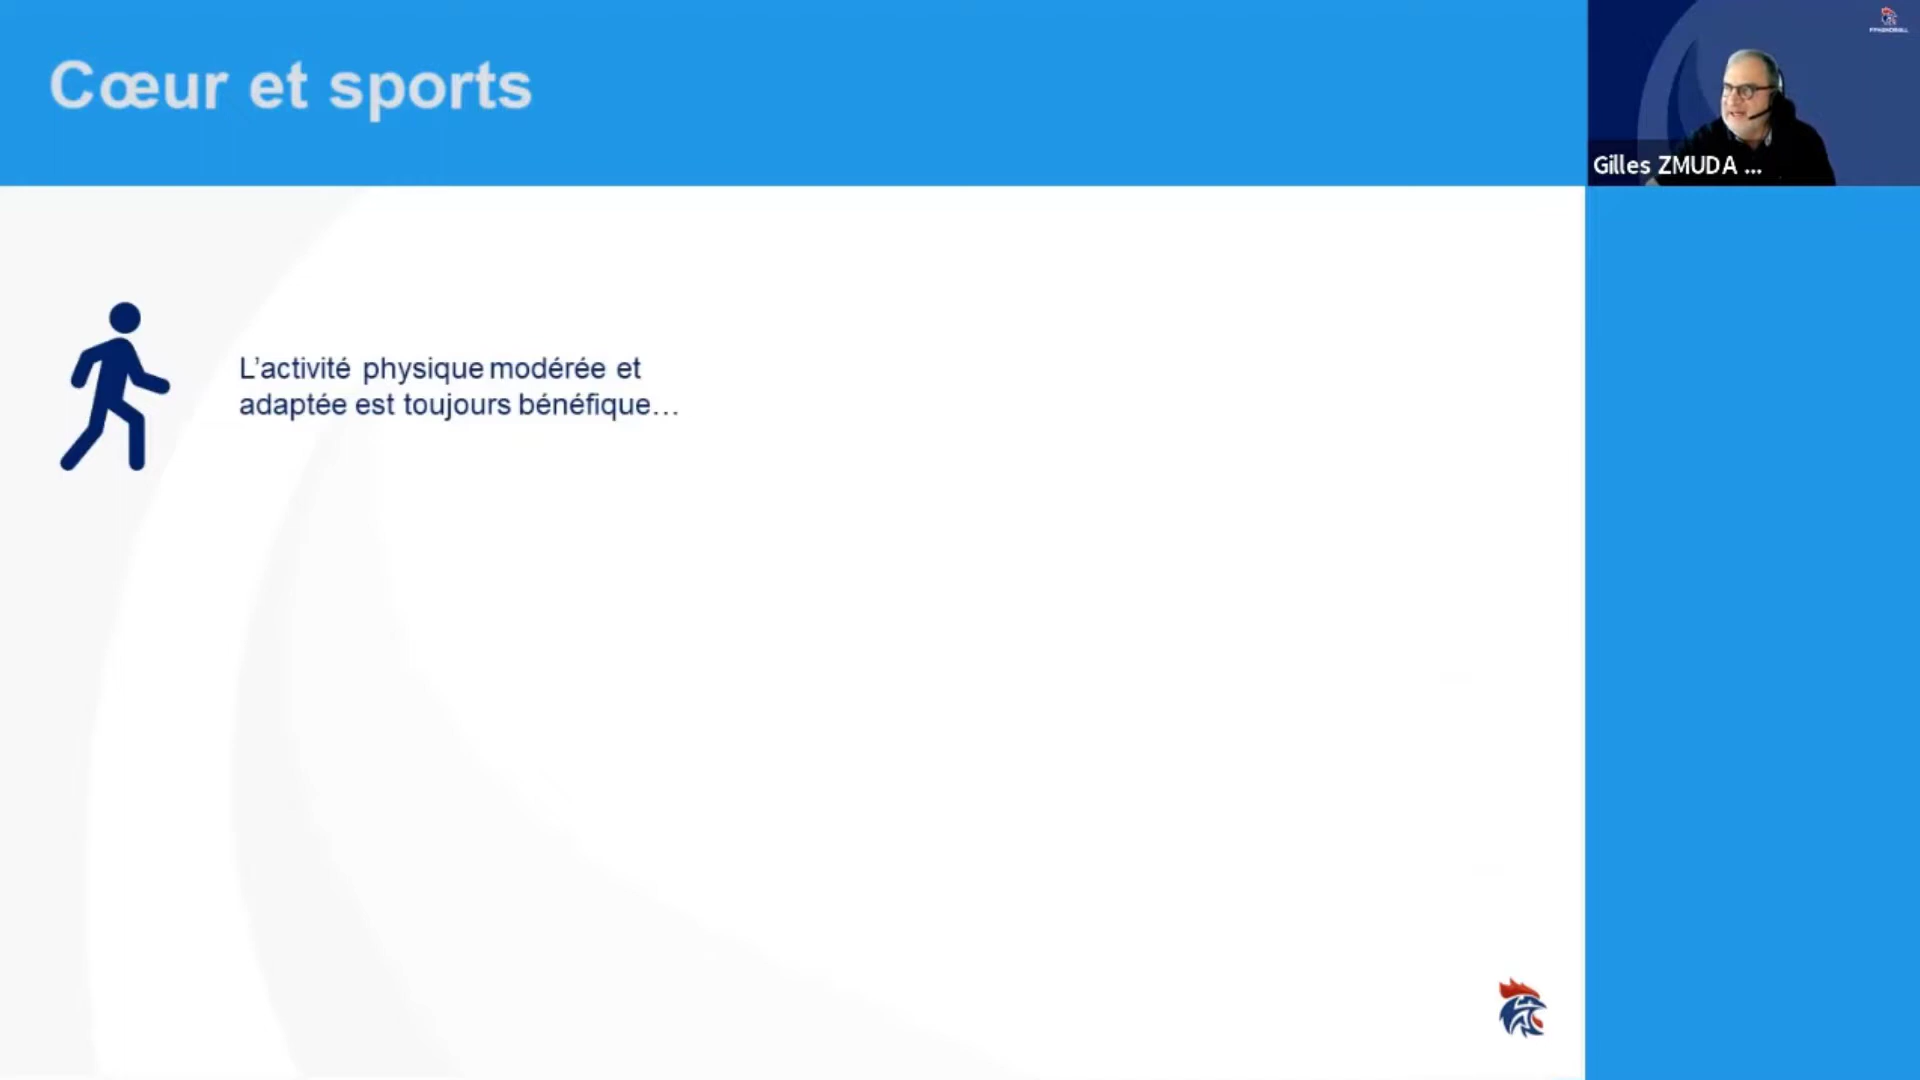 Cœur et sports
Gilles ZMUDA ...
L’activité physique modérée et
adaptée est toujours bénéfique…